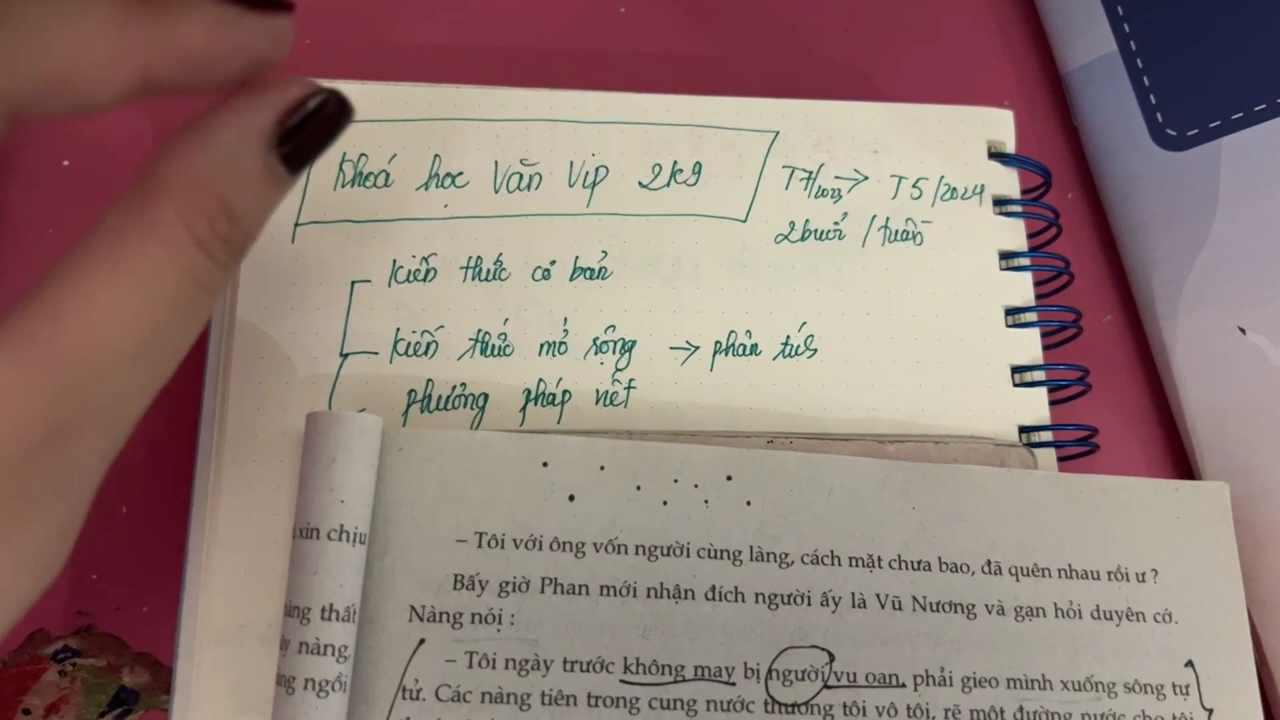 Khoá học Văn Vip 2k9
T7/2023 → T5/2024
2buổi / tuần
kiến thức cơ bản
kiến thức mở rộng → phân tích
phương pháp viết
– Tôi với ông vốn người cùng làng, cách mặt chưa bao, đã quên nhau rồi ư ?
Bấy giờ Phan mới nhận đích người ấy là Vũ Nương và gạn hỏi duyên cớ.
Nàng nói :
– Tôi ngày trước không may bị người vu oan, phải gieo mình xuống sông tự
tử. Các nàng tiên trong cung nước thương tôi vô tội, rẽ một đường nước cho tôi
xin chịu
thất
nàng,
ngồi